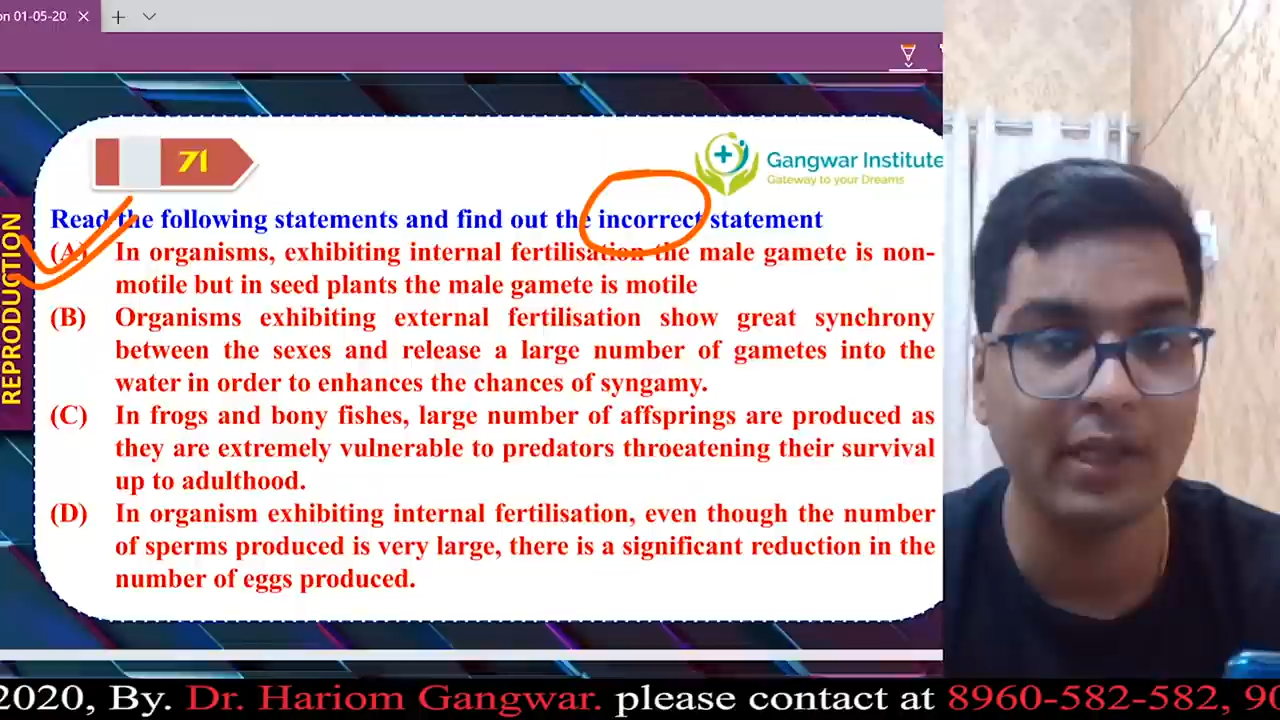 on 01-05-20
71
Gangwar Institute
Gateway to your Dreams
REPRODUCTION
Read the following statements and find out the incorrect statement
(A) In organisms, exhibiting internal fertilisation the male gamete is non-
motile but in seed plants the male gamete is motile
(B) Organisms exhibiting external fertilisation show great synchrony
between the sexes and release a large number of gametes into the
water in order to enhances the chances of syngamy.
(C) In frogs and bony fishes, large number of affsprings are produced as
they are extremely vulnerable to predators throeatening their survival
up to adulthood.
(D) In organism exhibiting internal fertilisation, even though the number
of sperms produced is very large, there is a significant reduction in the
number of eggs produced.
2020, By. Dr. Hariom Gangwar. please contact at 8960-582-582, 90